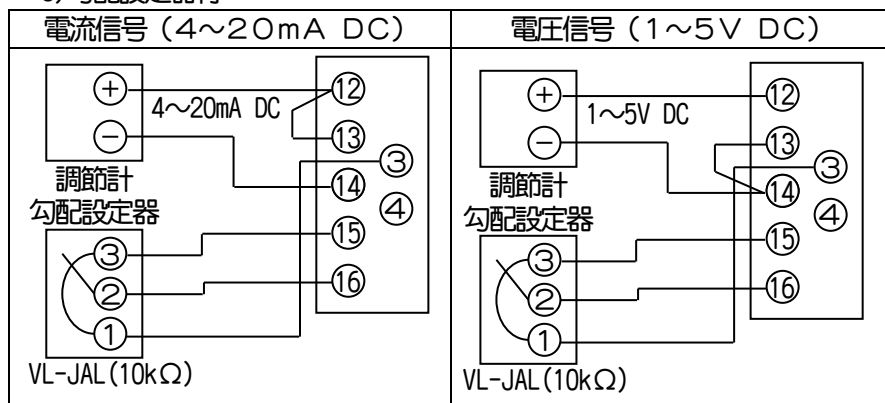 電流信号（4～20mA DC）
⊕
4～20mA DC
⊖
調節計
⑫
⑬
③
⑭
④
⑮
⑯
勾配設定器
③
②
①
VL-JAL(10kΩ)
電圧信号（1～5V DC）
⊕
1～5V DC
⊖
調節計
⑫
⑬
③
⑭
④
⑮
⑯
勾配設定器
③
②
①
VL-JAL(10kΩ)